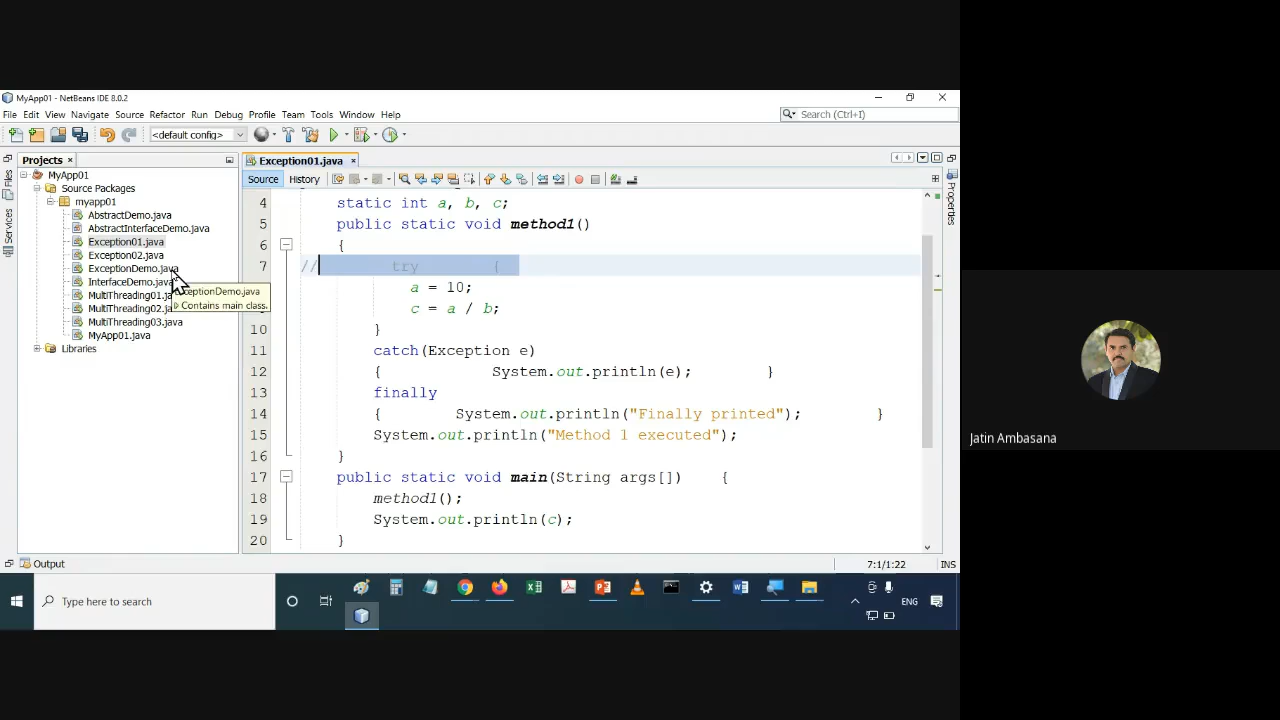 MyApp01 - NetBeans IDE 8.0.2
File Edit View Navigate Source Refactor Run Debug Profile Team Tools Window Help
Search (Ctrl+I)
<default config>
Projects
Exception01.java
Files
Services
Properties
Source History
MyApp01
Source Packages
myapp01
AbstractDemo.java
AbstractInterfaceDemo.java
Exception01.java
Exception02.java
ExceptionDemo.java
InterfaceDemo.java
MultiThreading01.ja
MultiThreading02.ja
MultiThreading03.java
MyApp01.java
Libraries
ceptionDemo.java
Contains main class.
4 static int a, b, c;
5 public static void method1()
6 {
7 // try {
a = 10;
c = a / b;
10 }
11 catch(Exception e)
12 { System.out.println(e); }
13 finally
14 { System.out.println("Finally printed"); }
15 System.out.println("Method 1 executed");
16 }
17 public static void main(String args[]) {
18 method1();
19 System.out.println(c);
20 }
Output
7:1/1:22 INS
Type here to search
ENG
Jatin Ambasana